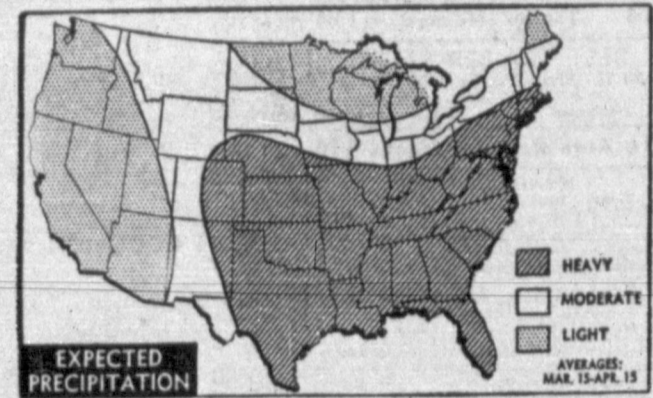 HEAVY
MODERATE
LIGHT
AVERAGES:
MAR. 15-APR. 15
EXPECTED
PRECIPITATION